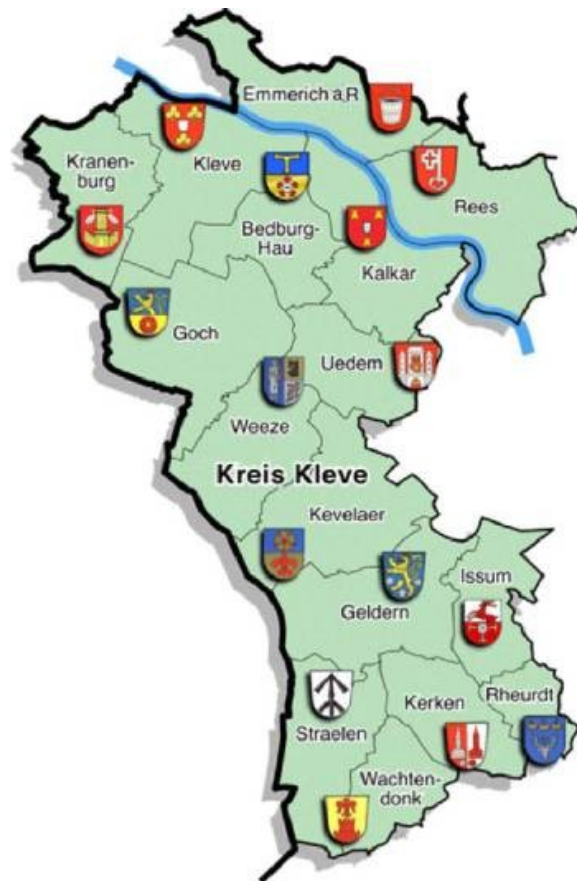 Emmerich a.R
Kranen-
burg
Kleve
Rees
Bedburg-
Hau
Kalkar
Goch
Uedem
Weeze
Kreis Kleve
Kevelaer
Issum
Geldern
Rheurdt
Kerken
Straelen
Wachten-
donk